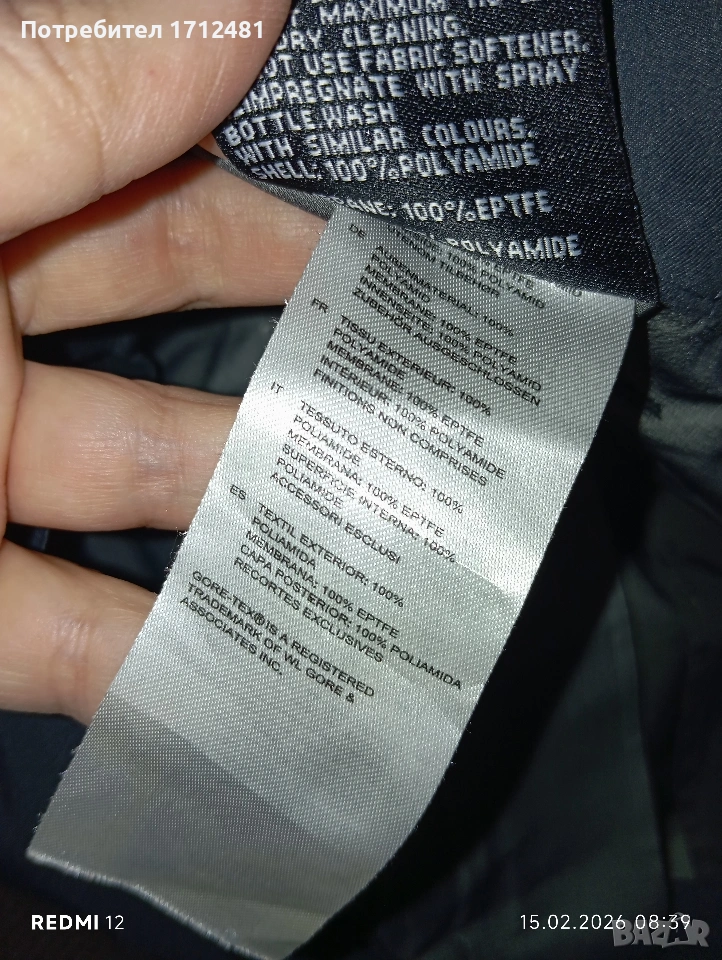 Потребител 1712481
MAXIMUM
DRY CLEANING.
NOT USE FABRIC SOFTENER.
IMPREGNATE WITH SPRAY
BOTTLE WASH
WITH SIMILAR COLOURS.
SHELL: 100%POLYAMIDE
100%EPTFE
POLYAMIDE
DE
AUßENMATERIAL: 100%
POLYAMID
MEMBRANE: 100% EPTFE
INNENSEITE: 100% POLYAMID
ZUBEHÖR AUSGESCHLOSSEN
FR TISSU EXTERIEUR: 100%
POLYAMIDE
MEMBRANE: 100% EPTFE
INTERIEUR: 100% POLYAMIDE
FINITIONS NON COMPRISES
IT TESSUTO ESTERNO: 100%
POLIAMIDE
MEMBRANA: 100% EPTFE
SUPERFICIE INTERNA: 100%
POLIAMIDE
ACCESSORI ESCLUSI
ES TEXTIL EXTERIOR: 100%
POLIAMIDA
MEMBRANA: 100% EPTFE
CAPA POSTERIOR: 100% POLIAMIDA
RECORTES EXCLUSIVES
GORE-TEX® IS A REGISTERED
TRADEMARK OF WL GORE &
ASSOCIATES INC.
REDMI 12
15.02.2026 08:39
BAZAR